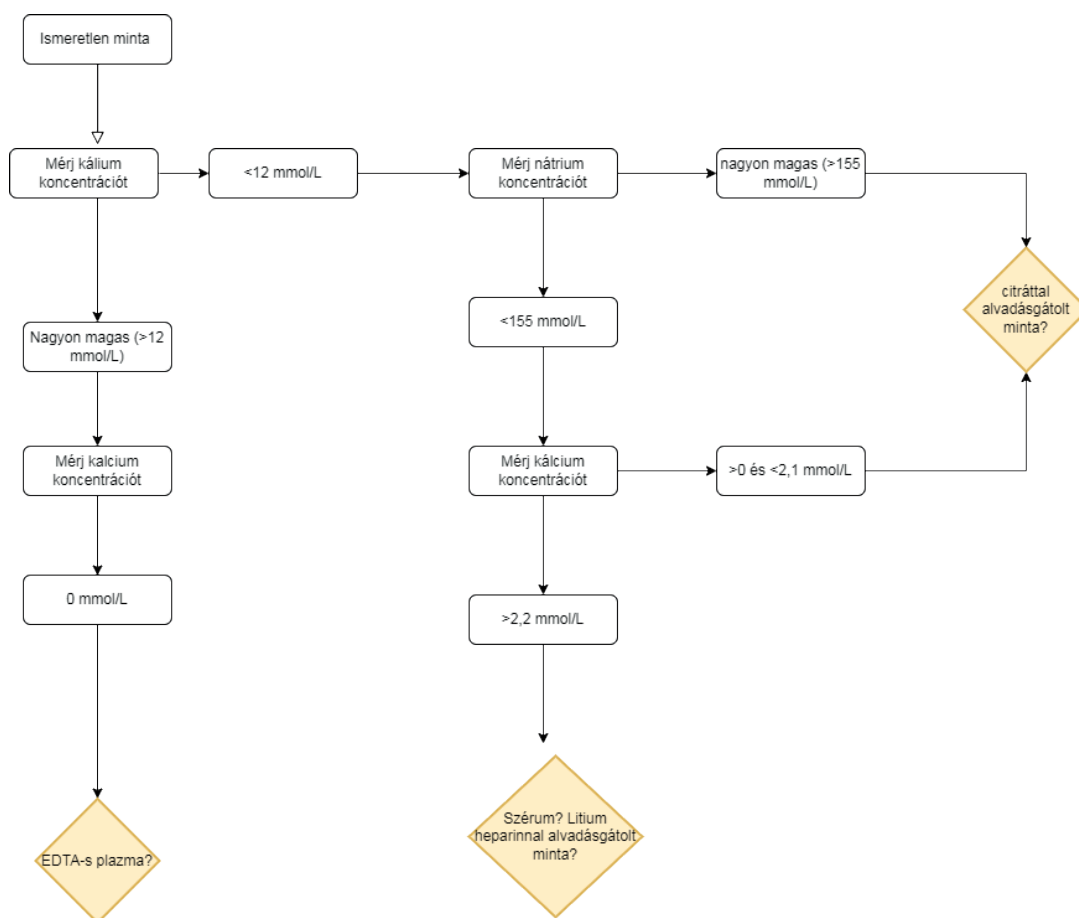 Ismeretlen minta
Mérj kálium
koncentrációt
<12 mmol/L
Mérj nátrium
koncentrációt
nagyon magas (>155
mmol/L)
citráttal
alvadásgátolt
minta?
<155 mmol/L
Nagyon magas (>12
mmol/L)
Mérj kalcium
koncentrációt
Mérj kálcium
koncentrációt
>0 és <2,1 mmol/L
0 mmol/L
>2,2 mmol/L
Szérum? Lítium
heparinnal alvadásgátolt
minta?
EDTA-s plazma?